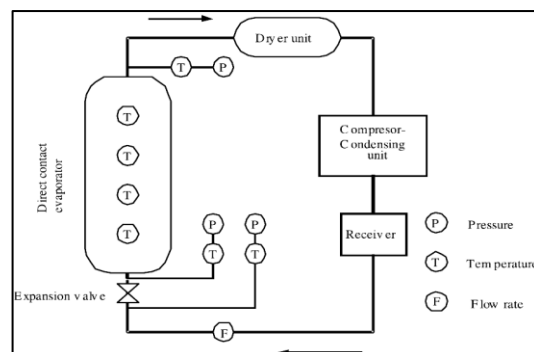 Dryer unit
T
P
T
T
T
T
Direct contact
evaporator
Compresor-
Condensing
unit
P
P
T
T
Receiver
P
Pressure
T
Temperature
F
Flow rate
Expansion valve
F